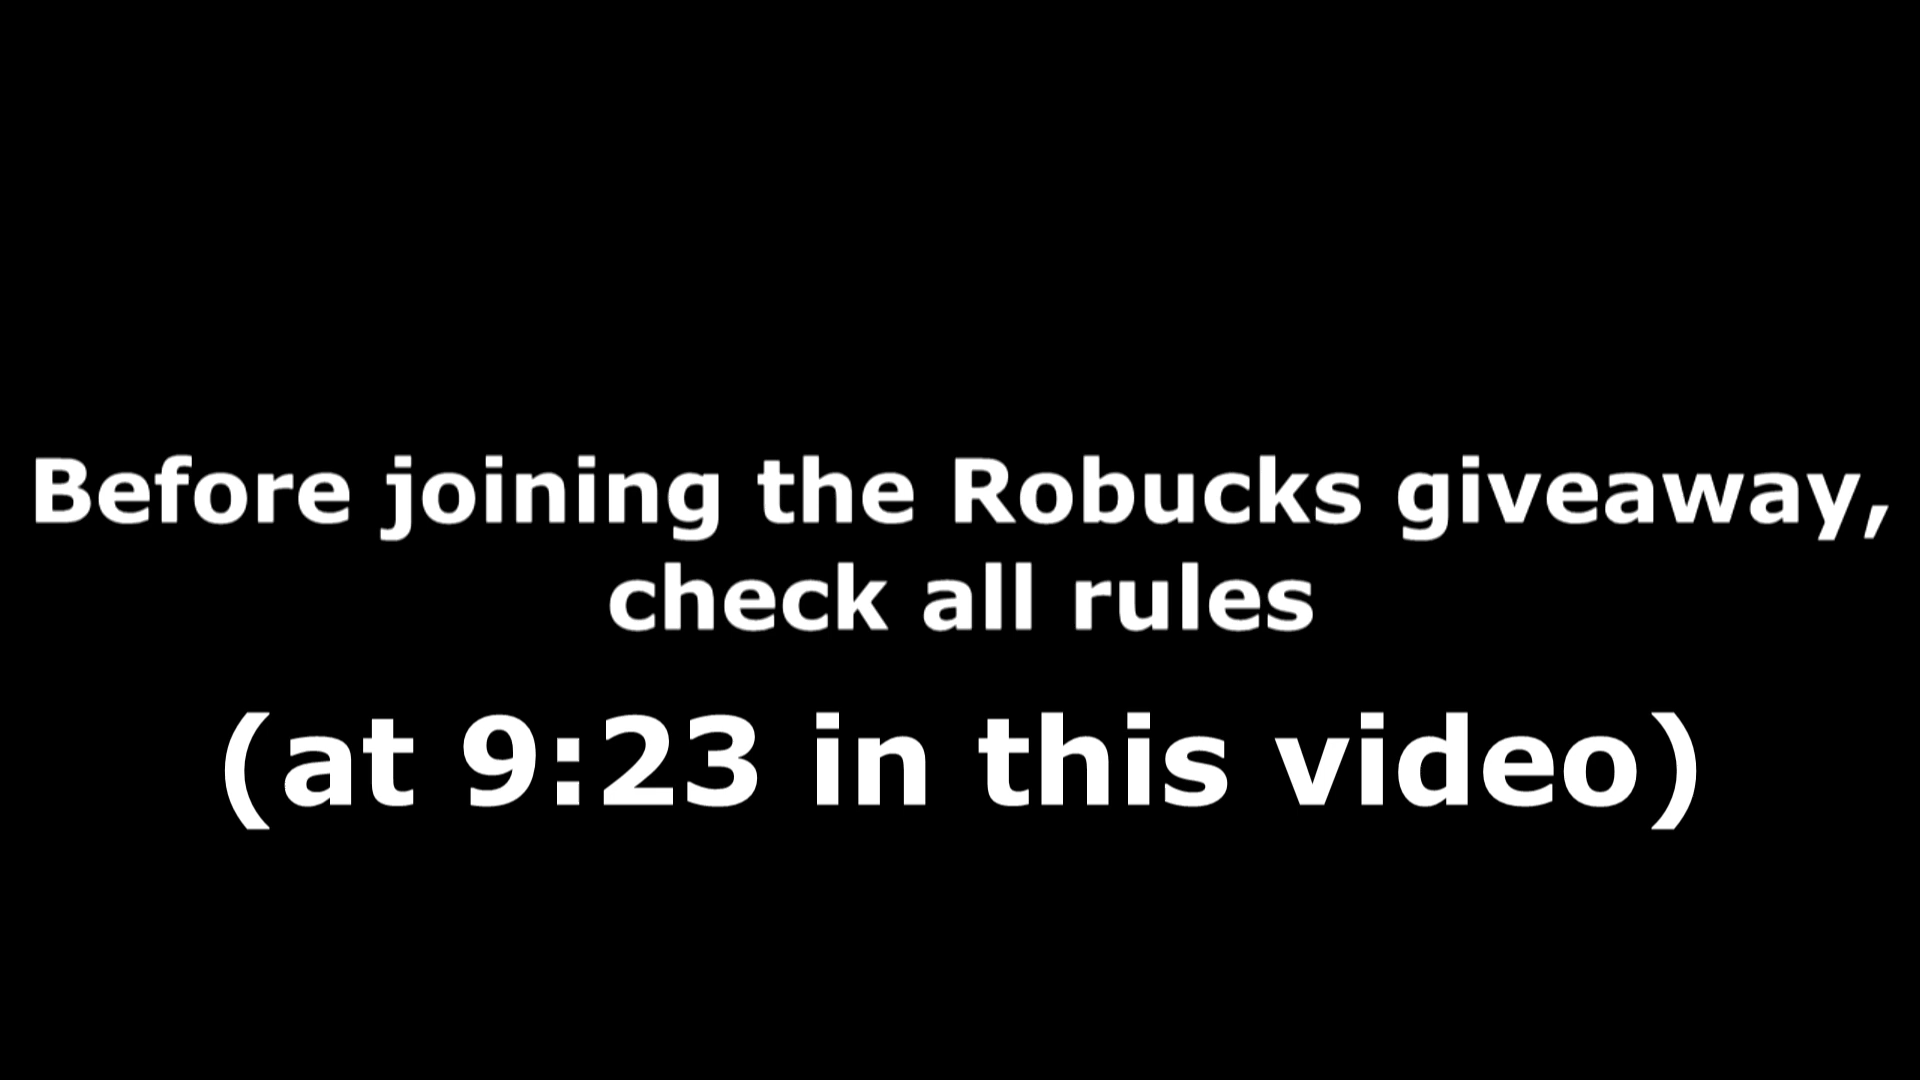 Before joining the Robucks giveaway,
check all rules
(at 9:23 in this video)